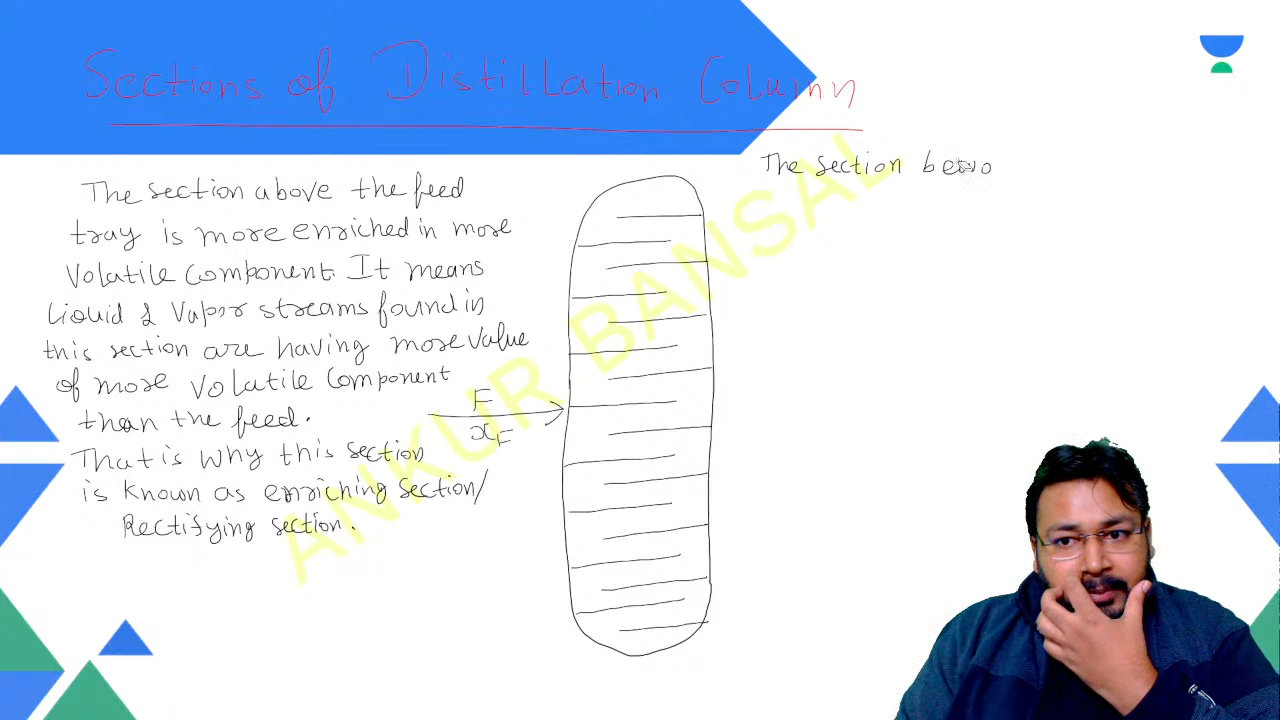 Sections of Distillation Column
The section above the feed
tray is more enriched in more
volatile component. It means
Liquid & Vapor streams found in
this section are having more value
of more volatile component
than the feed.
That is why this section
is known as enriching section/
Rectifying section.
F
xF
The section
ANKUR BANSAL